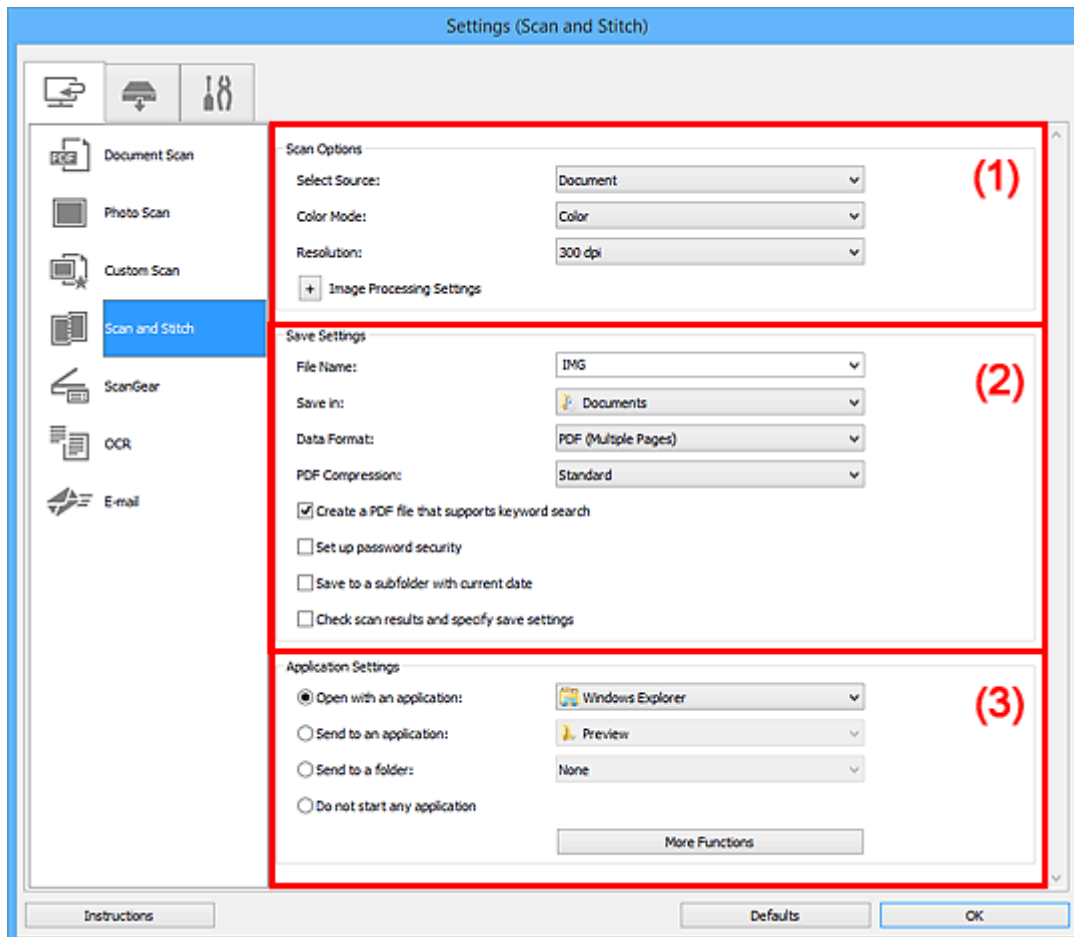 Settings (Scan and Stitch)
Document Scan
Photo Scan
Custom Scan
Scan and Stitch
ScanGear
OCR
E-mail
Scan Options
(1)
Select Source: Document
Color Mode: Color
Resolution: 300 dpi
+ Image Processing Settings
Save Settings
(2)
File Name: IMG
Save in: Documents
Data Format: PDF (Multiple Pages)
PDF Compression: Standard
Create a PDF file that supports keyword search
Set up password security
Save to a subfolder with current date
Check scan results and specify save settings
Application Settings
(3)
Open with an application: Windows Explorer
Send to an application: Preview
Send to a folder: None
Do not start any application
More Functions
Instructions Defaults OK